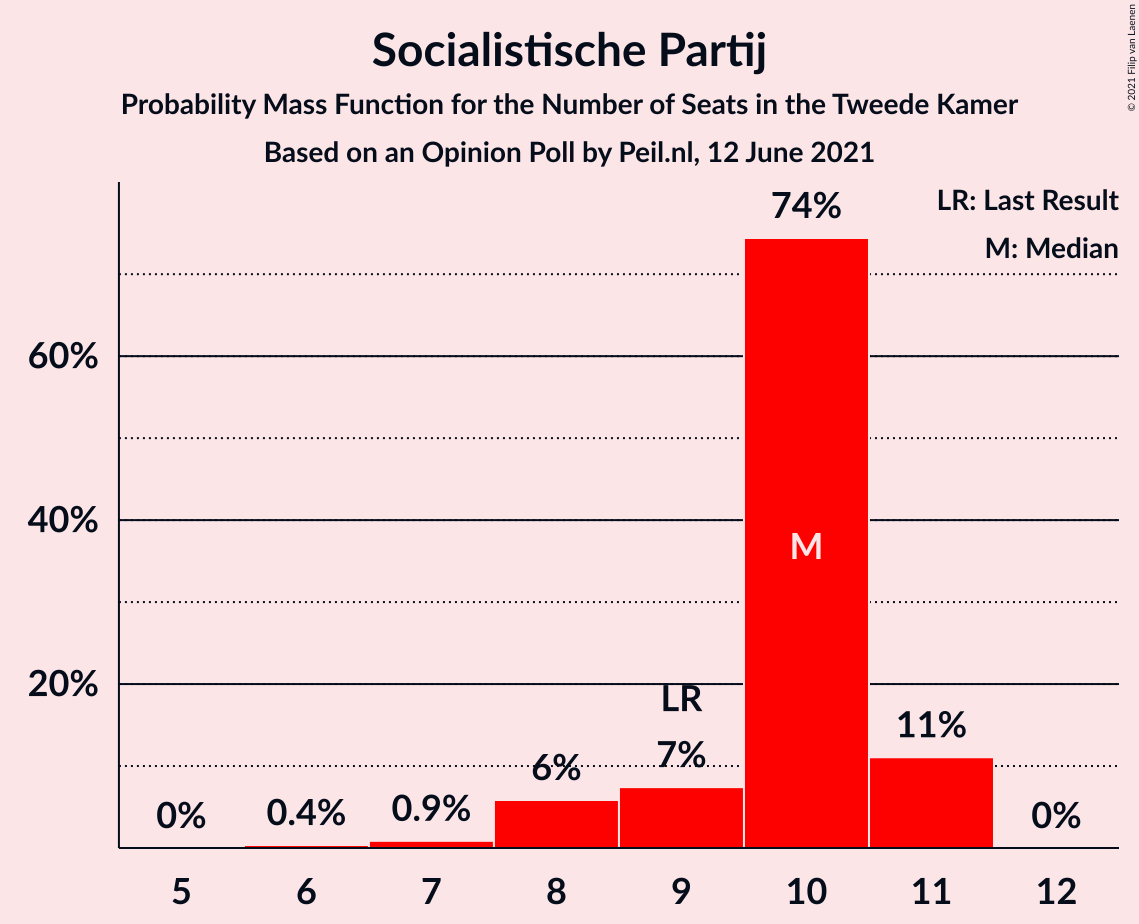 © 2021 Filip van Laenen
Socialistische Partij
Probability Mass Function for the Number of Seats in the Tweede Kamer
Based on an Opinion Poll by Peil.nl, 12 June 2021
LR: Last Result
M: Median
74%
60%
40%
M
20%
LR
11%
7%
6%
0%
0.4%
0.9%
0%
5 6 7 8 9 10 11 12